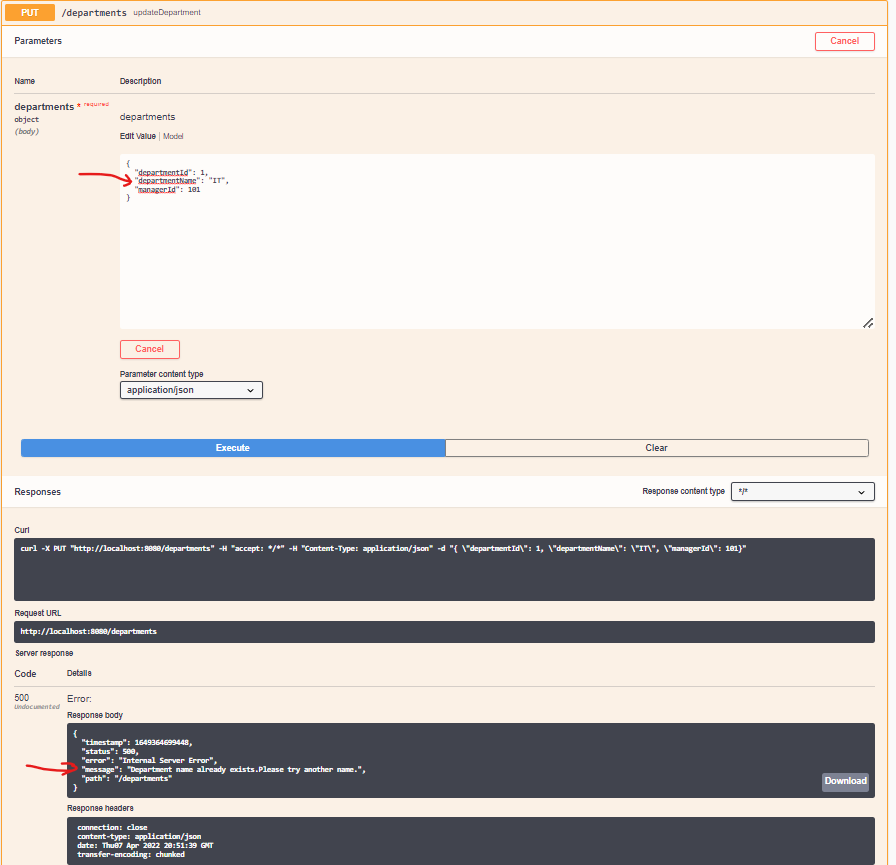 PUT /departments updateDepartment
Parameters
Cancel
Name Description
departments * required
object
(body)
departments
Edit Value | Model
{
"departmentId": 1,
"departmentName": "IT",
"managerId": 101
}
Cancel
Parameter content type
application/json
Execute Clear
Responses Response content type */*
Curl
curl -X PUT "http://localhost:8080/departments" -H "accept: */*" -H "Content-Type: application/json" -d "{ \"departmentId\": 1, \"departmentName\": \"IT\", \"managerId\": 101}"
Request URL
http://localhost:8080/departments
Server response
Code Details
500
Undocumented
Error:
Response body
{
"timestamp": 1649364699448,
"status": 500,
"error": "Internal Server Error",
"message": "Department name already exists.Please try another name.",
"path": "/departments"
}
Download
Response headers
connection: close
content-type: application/json
date: Thu07 Apr 2022 20:51:39 GMT
transfer-encoding: chunked